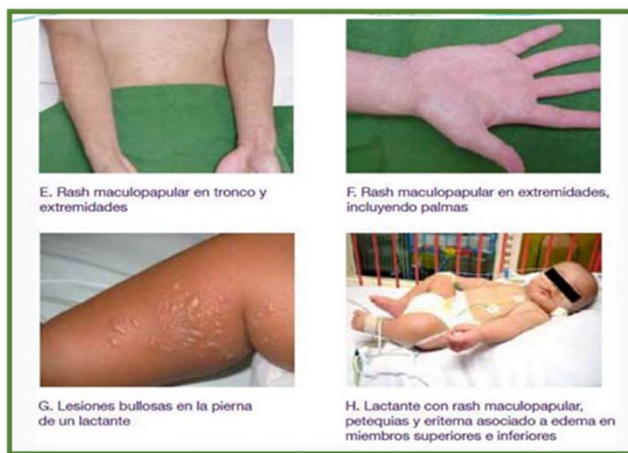 E. Rash maculopapular en tronco y
extremidades
F. Rash maculopapular en extremidades,
incluyendo palmas
G. Lesiones bullosas en la pierna
de un lactante
H. Lactante con rash maculopapular,
petequias y eritema asociado a edema en
miembros superiores e inferiores